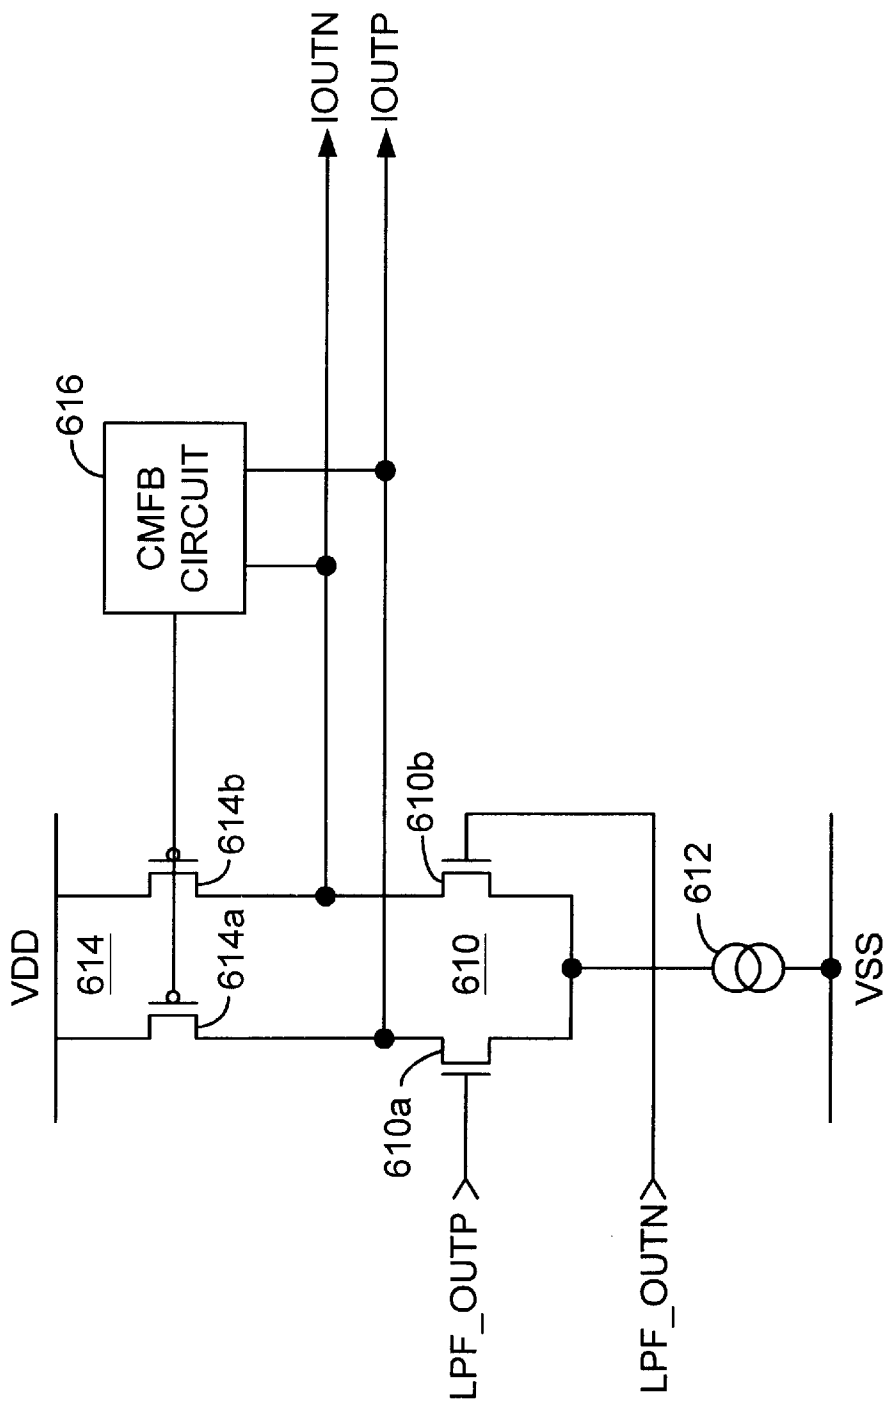 VDD
614
614a
614b
616
CMFB
CIRCUIT
IOUTN
IOUTP
LPF_OUTP
610a
610
610b
LPF_OUTN
612
VSS